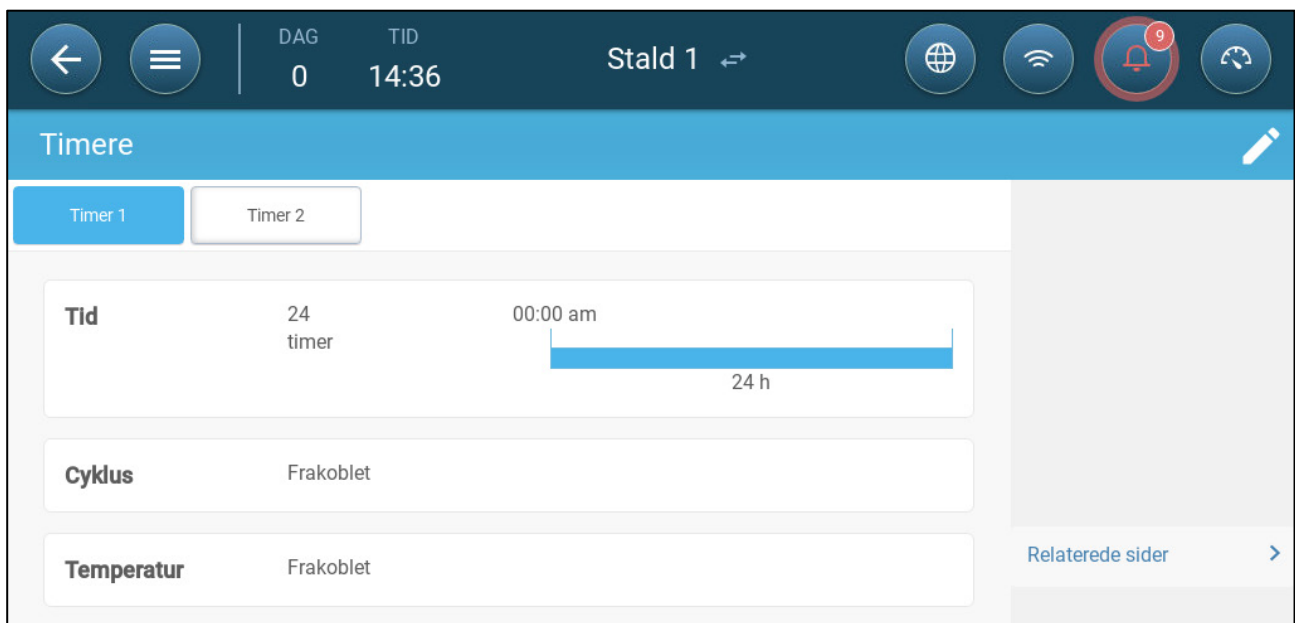 DAG TID
0 14:36
Stald 1
9
Timere
Timer 1
Timer 2
Tid
24
timer
00:00 am
24 h
Cyklus
Frakoblet
Temperatur
Frakoblet
Relaterede sider